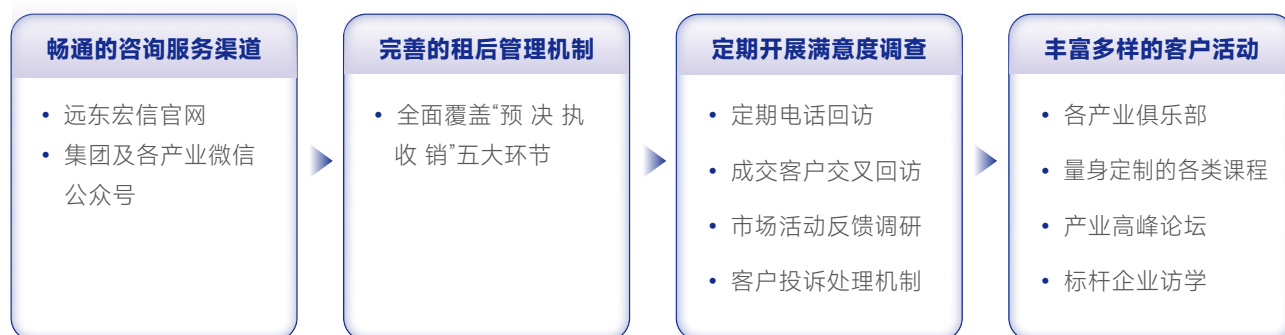 畅通的咨询服务渠道
• 远东宏信官网
• 集团及各产业微信
公众号
完善的租后管理机制
• 全面覆盖“预 决 执
收 销”五大环节
定期开展满意度调查
• 定期电话回访
• 成交客户交叉回访
• 市场活动反馈调研
• 客户投诉处理机制
丰富多样的客户活动
• 各产业俱乐部
• 量身定制的各类课程
• 产业高峰论坛
• 标杆企业访学